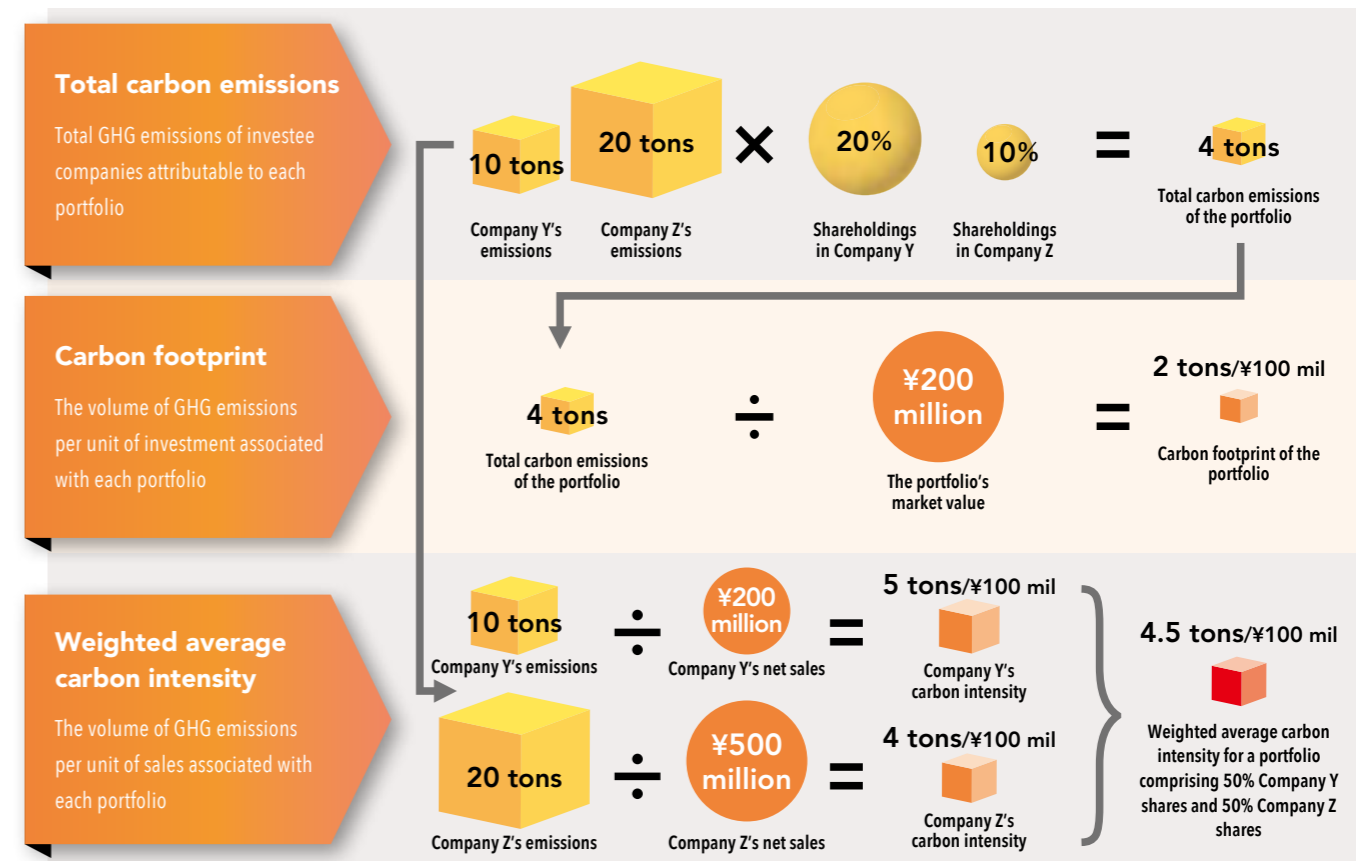 Total carbon emissions
Total GHG emissions of investee
companies attributable to each
portfolio
10 tons
Company Y's
emissions
20 tons
Company Z's
emissions
×
20%
Shareholdings
in Company Y
10%
Shareholdings
in Company Z
=
4 tons
Total carbon emissions
of the portfolio
Carbon footprint
The volume of GHG emissions
per unit of investment associated
with each portfolio
4 tons
Total carbon emissions
of the portfolio
÷
¥200
million
The portfolio's
market value
=
2 tons/¥100 mil
Carbon footprint of the
portfolio
Weighted average
carbon intensity
The volume of GHG emissions
per unit of sales associated with
each portfolio
10 tons
Company Y's emissions
÷
¥200
million
Company Y's net sales
=
5 tons/¥100 mil
Company Y's
carbon intensity
20 tons
Company Z's emissions
÷
¥500
million
Company Z's net sales
=
4 tons/¥100 mil
Company Z's
carbon intensity
4.5 tons/¥100 mil
Weighted average carbon
intensity for a portfolio
comprising 50% Company Y
shares and 50% Company Z
shares